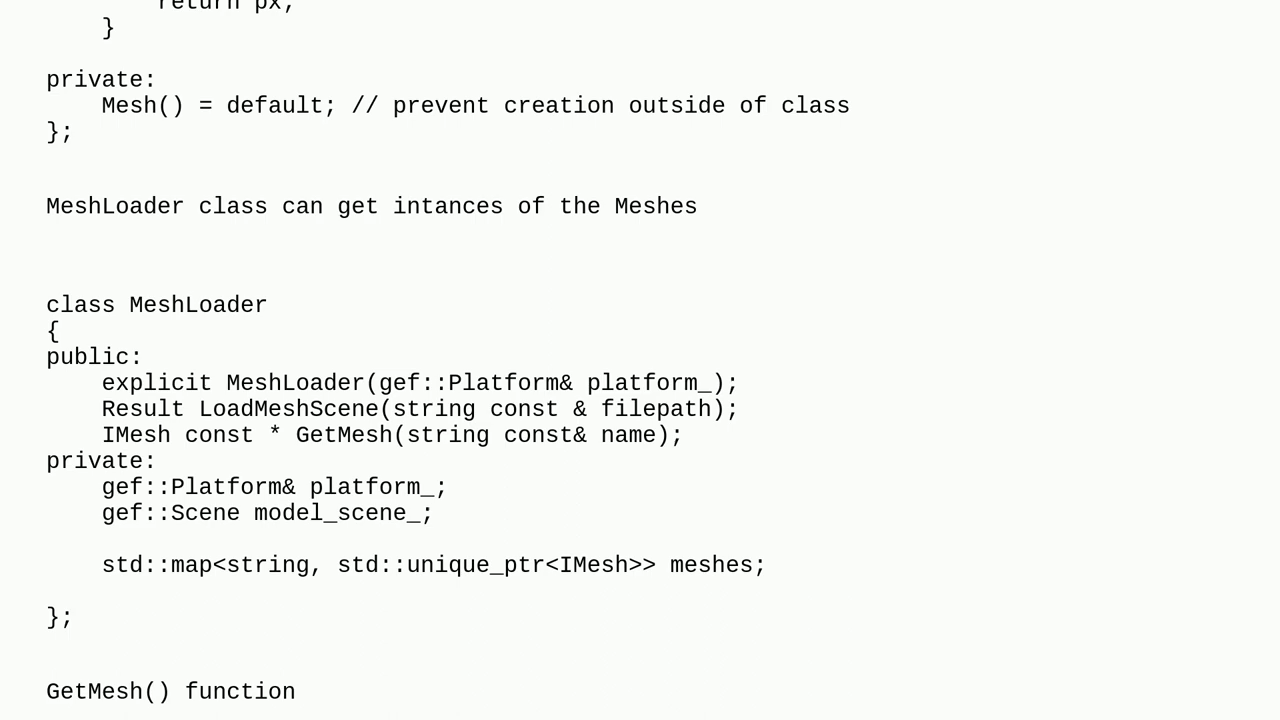 return px;
}
private:
Mesh() = default; // prevent creation outside of class
};
MeshLoader class can get intances of the Meshes
class MeshLoader
{
public:
explicit MeshLoader(gef::Platform& platform_);
Result LoadMeshScene(string const & filepath);
IMesh const * GetMesh(string const& name);
private:
gef::Platform& platform_;
gef::Scene model_scene_;
std::map<string, std::unique_ptr<IMesh>> meshes;
};
GetMesh() function